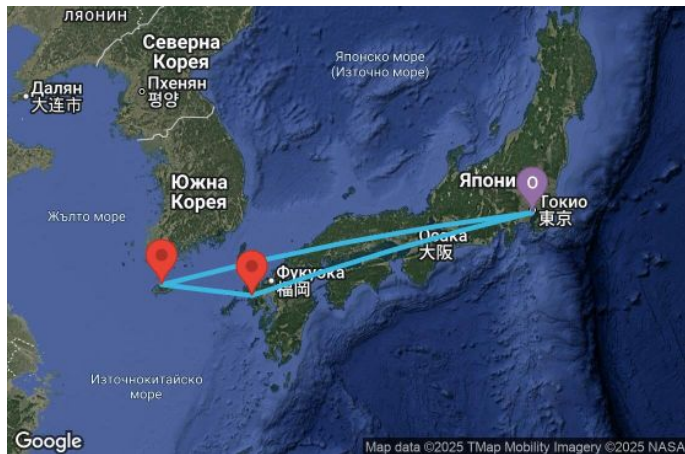 ЛЯОНИН
Северна
Корея
Японско море
(Източно море)
Далян
大连市
Пхенян
평양
Южна
Корея
Япони
O
Токио
東京
Жълто море
Осака
大阪
Фукуока
福岡
Източнокитайско
море
Google
Map data ©2025 TMap Mobility Imagery ©2025 NASA